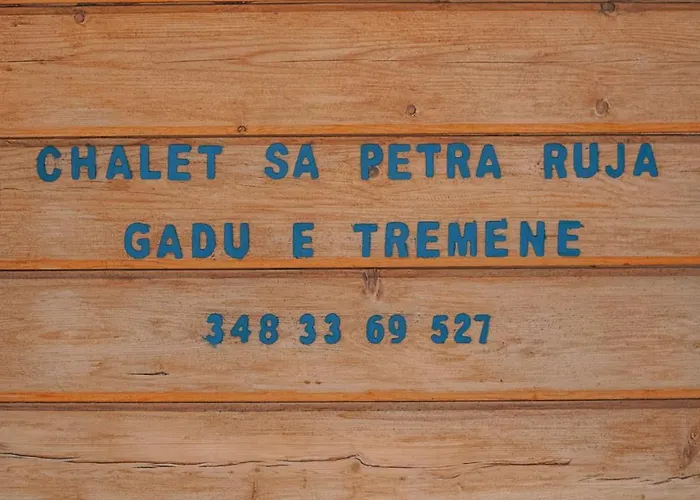 CHALET SA PETRA RUJA
GADU E TREMENE
348 33 69 527